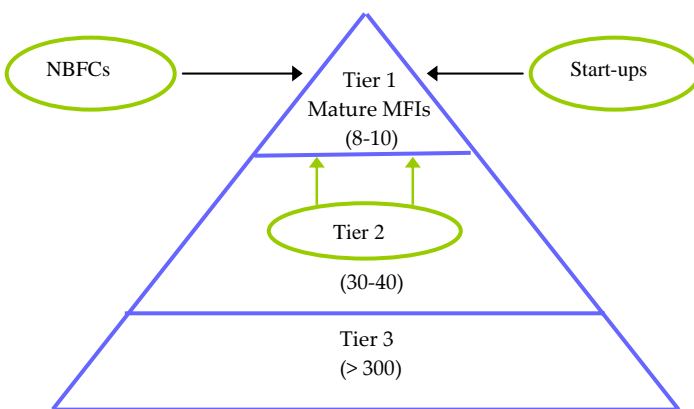 NBFCs
Start-ups
Tier 1
Mature MFIs
(8-10)
Tier 2
(30-40)
Tier 3
(> 300)